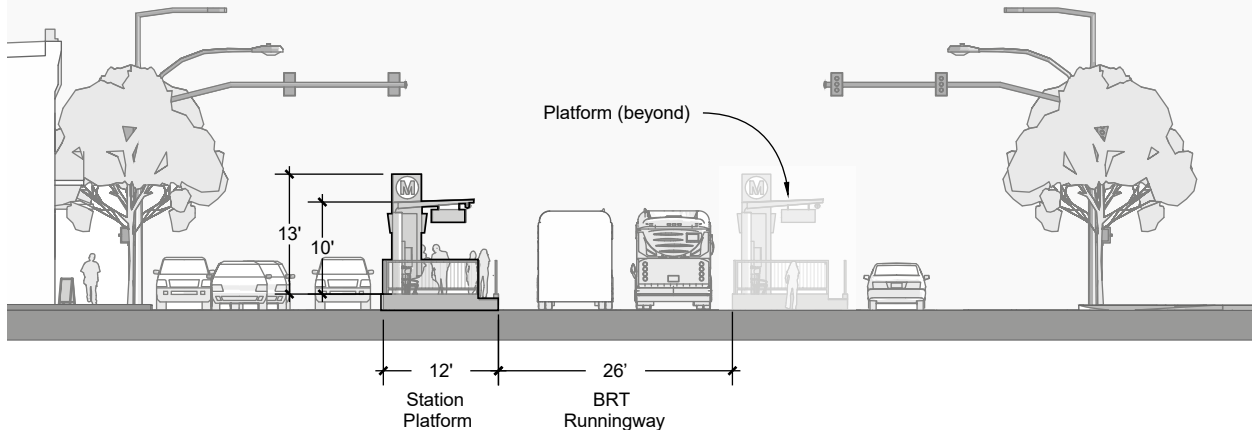 Platform (beyond)
M
M
13'
10'
12'
26'
Station
Platform
BRT
Runningway